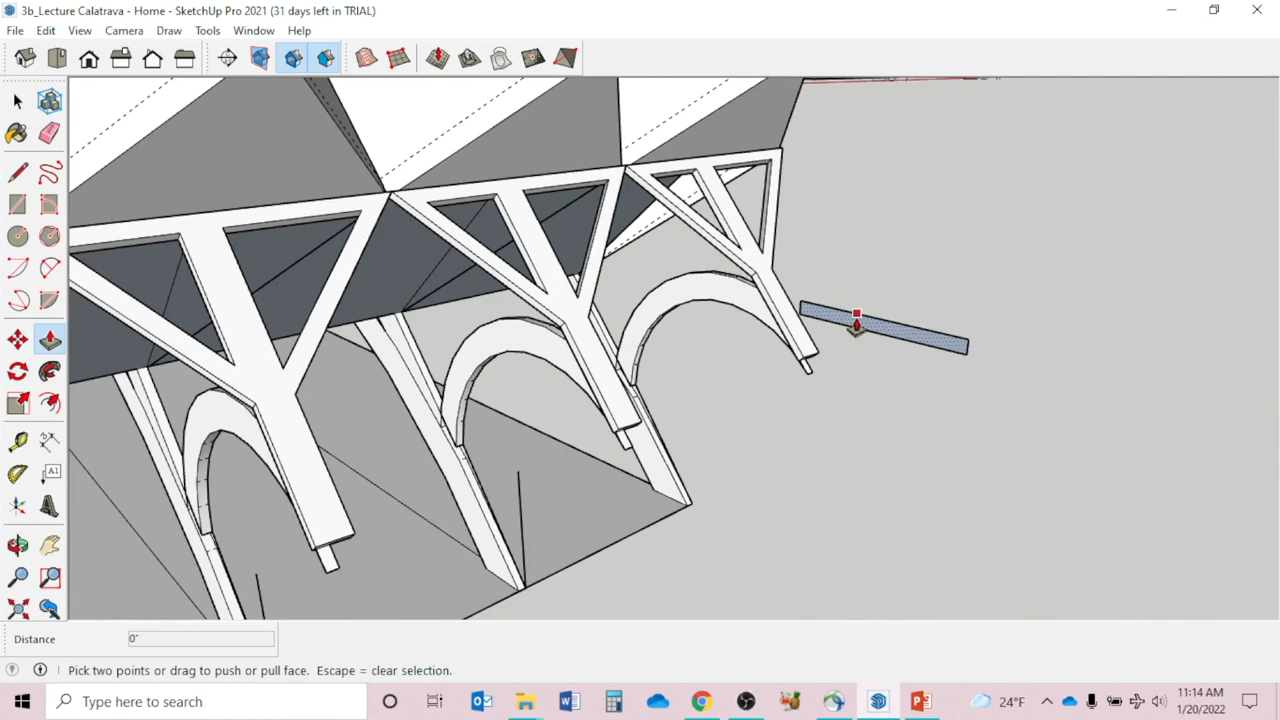 3b_Lecture Calatrava - Home - SketchUp Pro 2021 (31 days left in TRIAL)
File Edit View Camera Draw Tools Window Help
A1
Distance 0"
Pick two points or drag to push or pull face. Escape = clear selection.
Type here to search
24°F
11:14 AM
1/20/2022